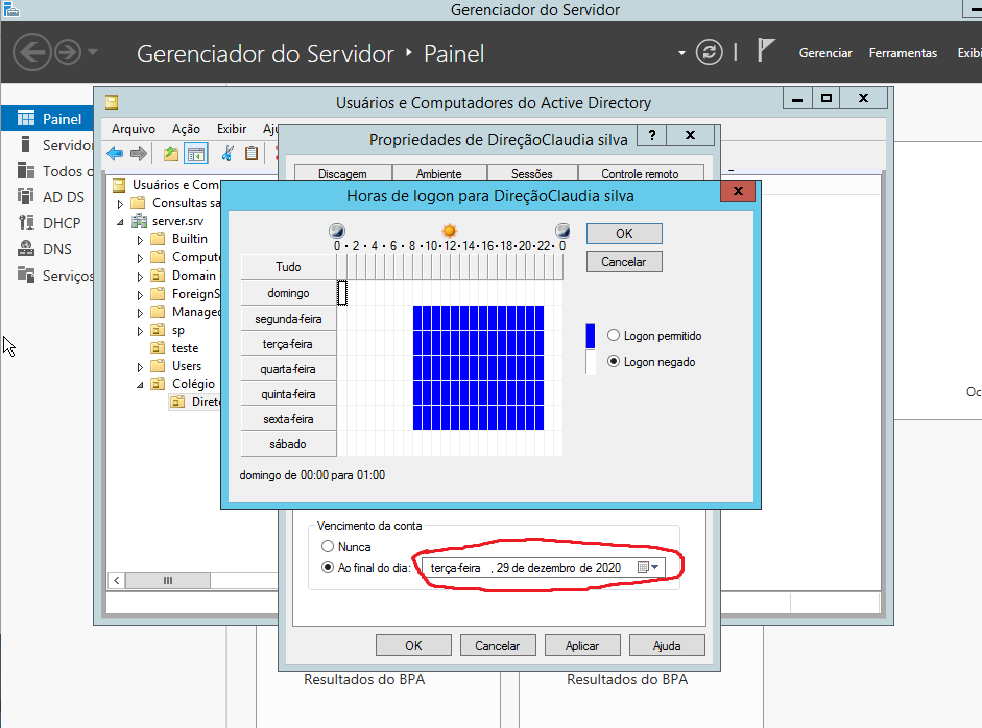 Gerenciador do Servidor
Gerenciador do Servidor ‣ Painel
Gerenciar Ferramentas Exibi
Painel
Servidor
Todos o
AD DS
DHCP
DNS
Serviços
Usuários e Computadores do Active Directory
Arquivo Ação Exibir Aju
Usuários e Com
Consultas sa
server.srv
Builtin
Compute
Domain
ForeignS
Managed
sp
teste
Users
Colégio
Direto
Propriedades de DireçãoClaudia silva
Discagem Ambiente Sessões Controle remoto
Horas de logon para DireçãoClaudia silva
0 · 2 · 4 · 6 · 8 · 10 · 12 · 14 · 16 · 18 · 20 · 22 · 0
Tudo
domingo
segunda-feira
terça-feira
quarta-feira
quinta-feira
sexta-feira
sábado
domingo de 00:00 para 01:00
OK
Cancelar
Logon permitido
Logon negado
Vencimento da conta
Nunca
Ao final do dia:
terça-feira , 29 de dezembro de 2020
OK Cancelar Aplicar Ajuda
Oc
Resultados do BPA
Resultados do BPA